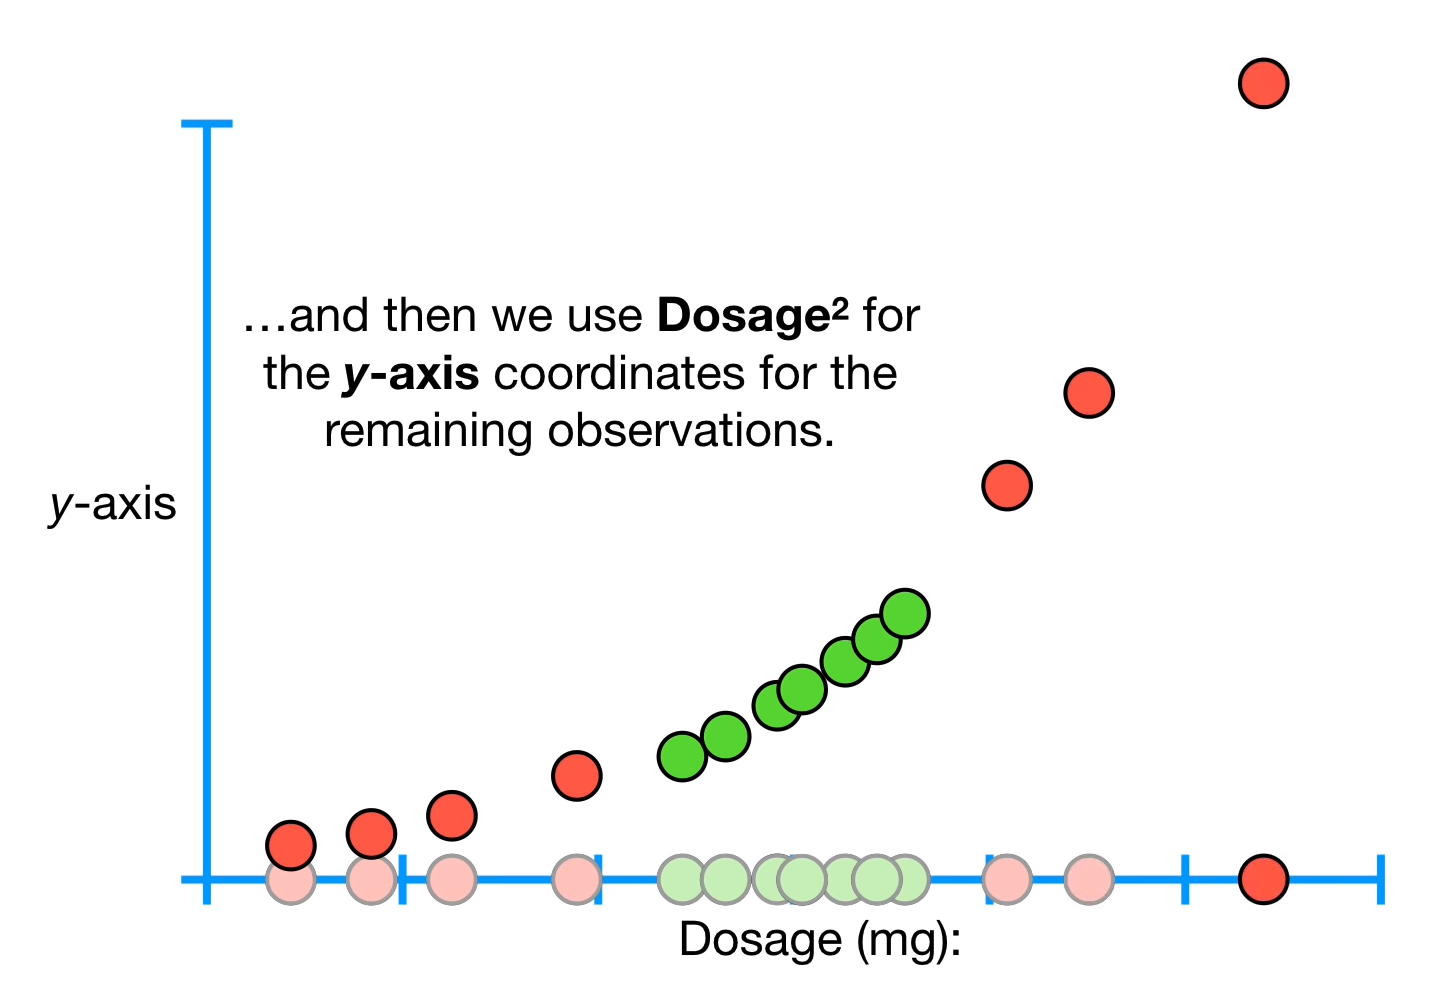 …and then we use Dosage² for
the y-axis coordinates for the
remaining observations.
y-axis
Dosage (mg):